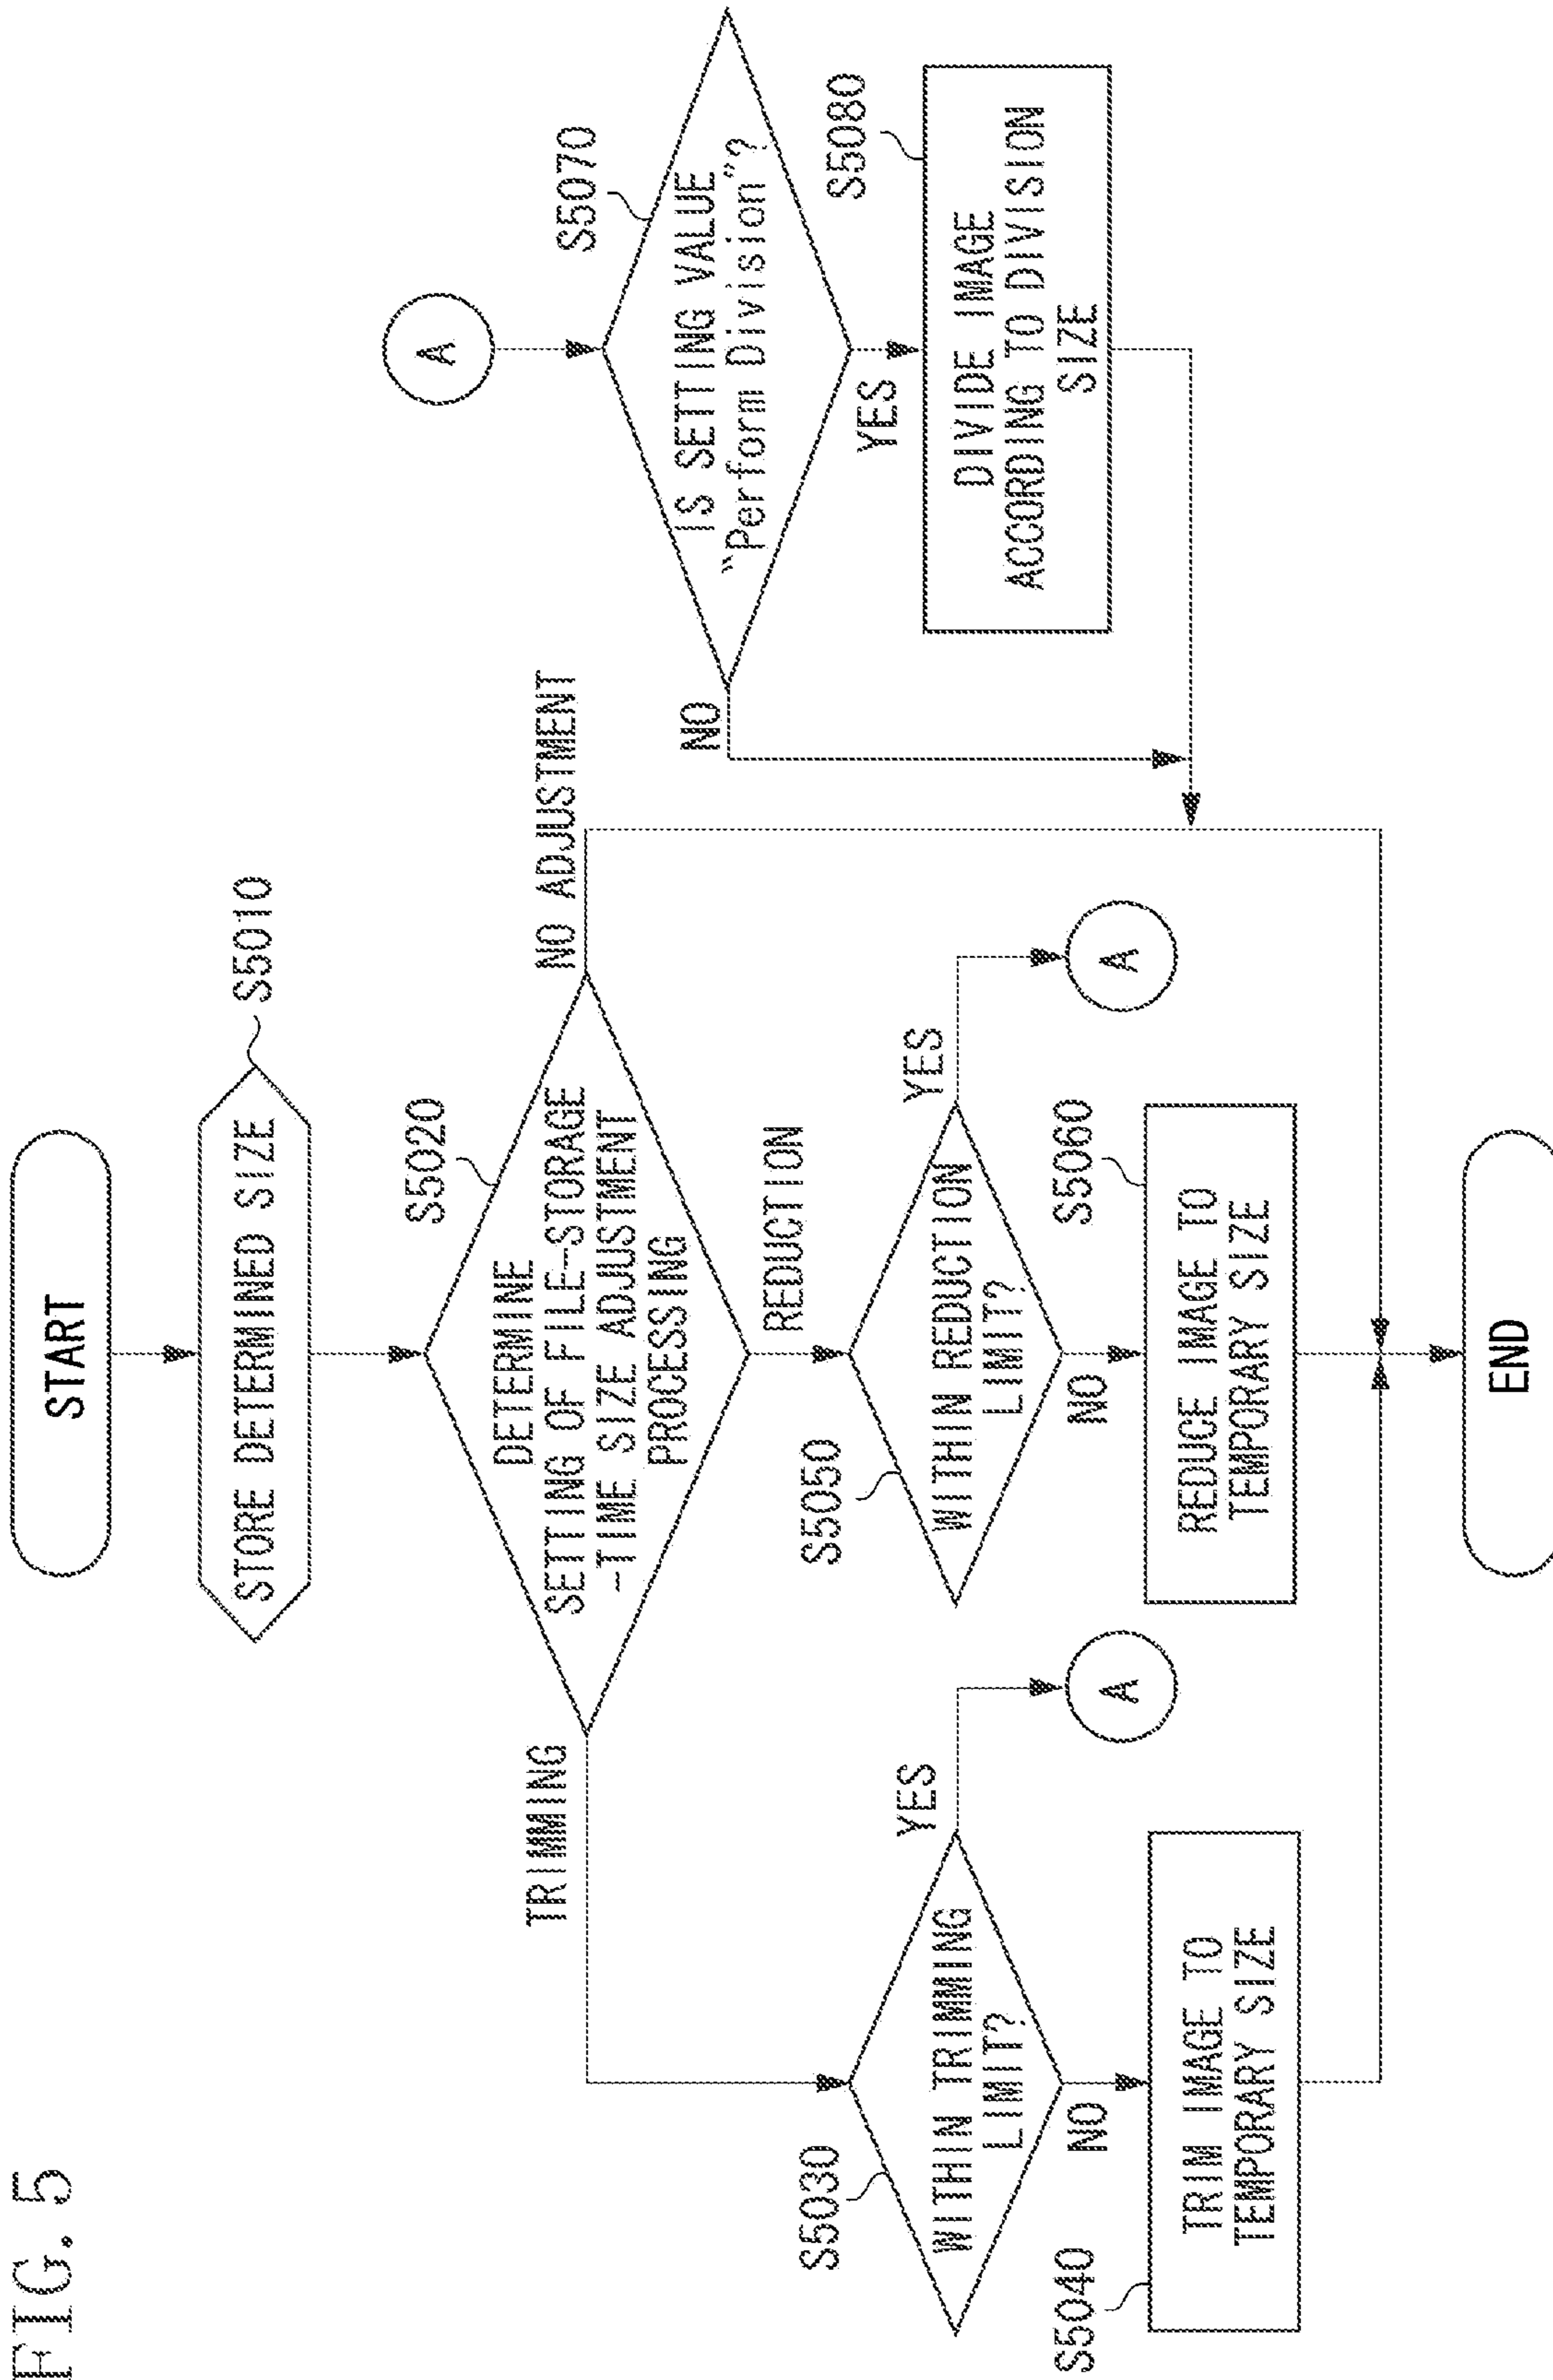 FIG. 5
START
STORE DETERMINED SIZE
S5010
DETERMINE
SETTING OF FILE-STORAGE
-TIME SIZE ADJUSTMENT
PROCESSING
S5020
TRIMMING
REDUCTION
NO ADJUSTMENT
S5030
WITHIN TRIMMING
LIMIT?
YES
A
NO
S5040
TRIM IMAGE TO
TEMPORARY SIZE
S5050
WITHIN REDUCTION
LIMIT?
YES
A
NO
S5060
REDUCE IMAGE TO
TEMPORARY SIZE
END
A
S5070
IS SETTING VALUE
“Perform Division”?
NO
YES
S5080
DIVIDE IMAGE
ACCORDING TO DIVISION
SIZE